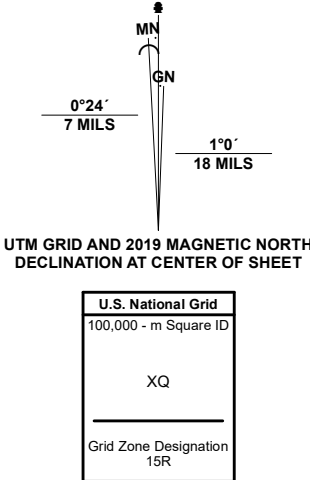 MN
GN
0°24´
7 MILS
1°0´
18 MILS
UTM GRID AND 2019 MAGNETIC NORTH
DECLINATION AT CENTER OF SHEET
U.S. National Grid
100,000 - m Square ID
XQ
Grid Zone Designation
15R